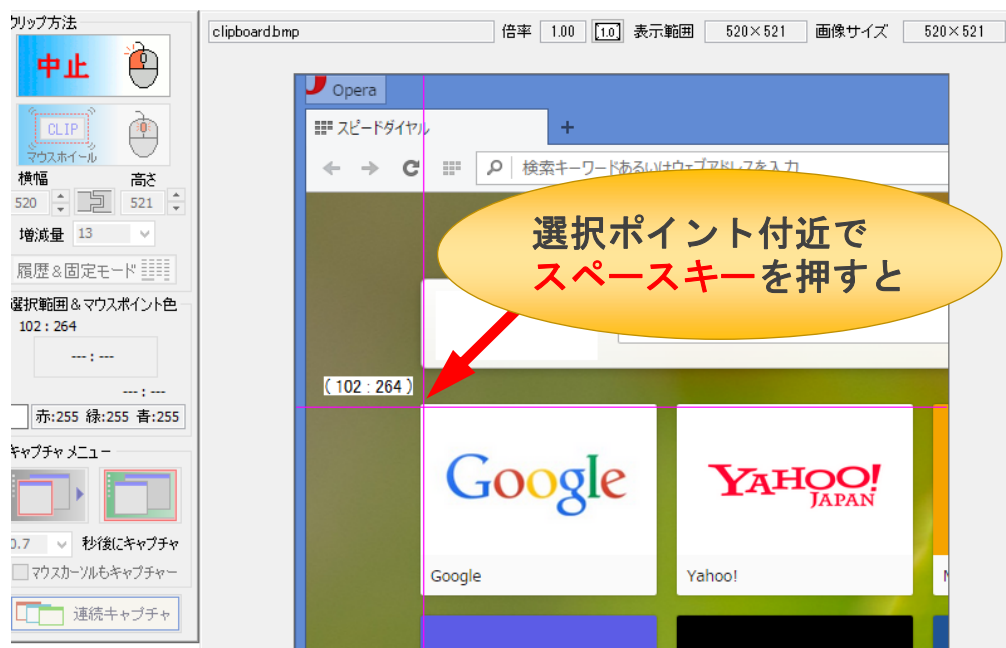 クリップ方法
中止
CLIP
マウスホイール
横幅
高さ
520
521
増減量
13
履歴&固定モード
選択範囲&マウスポイント色
102 : 264
--- : ---
--- : ---
赤:255 緑:255 青:255
キャプチャメニュー
0.7
秒後にキャプチャ
マウスカーソルもキャプチャー
連続キャプチャ
clipboard.bmp
倍率
1.00
1.0
表示範囲
520×521
画像サイズ
520×521
Opera
スピードダイヤル
+
検索キーワードあるいはウェブアドレスを入力
選択ポイント付近で
スペースキーを押すと
( 102 : 264 )
Google
YAHOO!
JAPAN
Google
Yahoo!